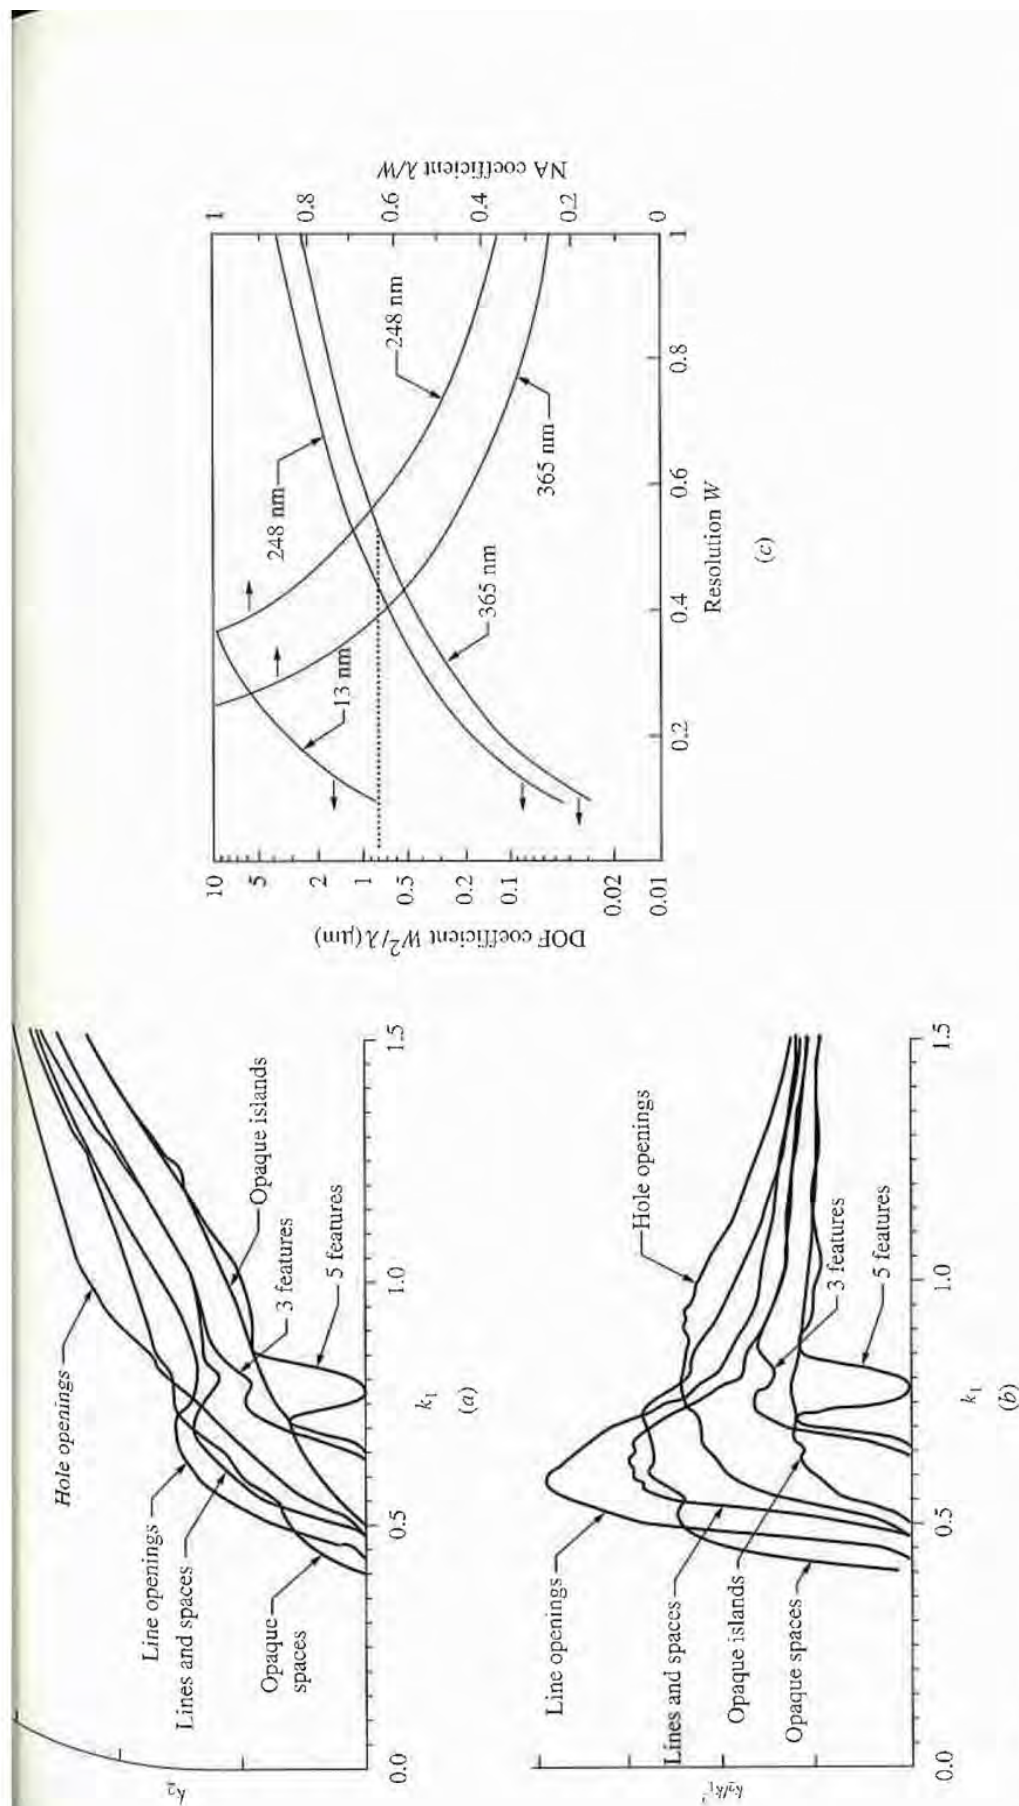 k₂
Hole openings
Line openings
Lines and spaces
Opaque
spaces
Opaque islands
3 features
5 features
0.0
0.5
1.0
1.5
k₁
(a)
k₂/k₁²
Line openings
Lines and spaces
Opaque islands
Opaque spaces
Hole openings
3 features
5 features
0.0
0.5
1.0
1.5
k₁
(b)
DOF coefficient W²/λ (μm)
10
5
2
1
0.5
0.2
0.1
0.02
0.01
NA coefficient λ/W
1
0.8
0.6
0.4
0.2
0
248 nm
248 nm
13 nm
365 nm
365 nm
0.2
0.4
0.6
0.8
1
Resolution W
(c)